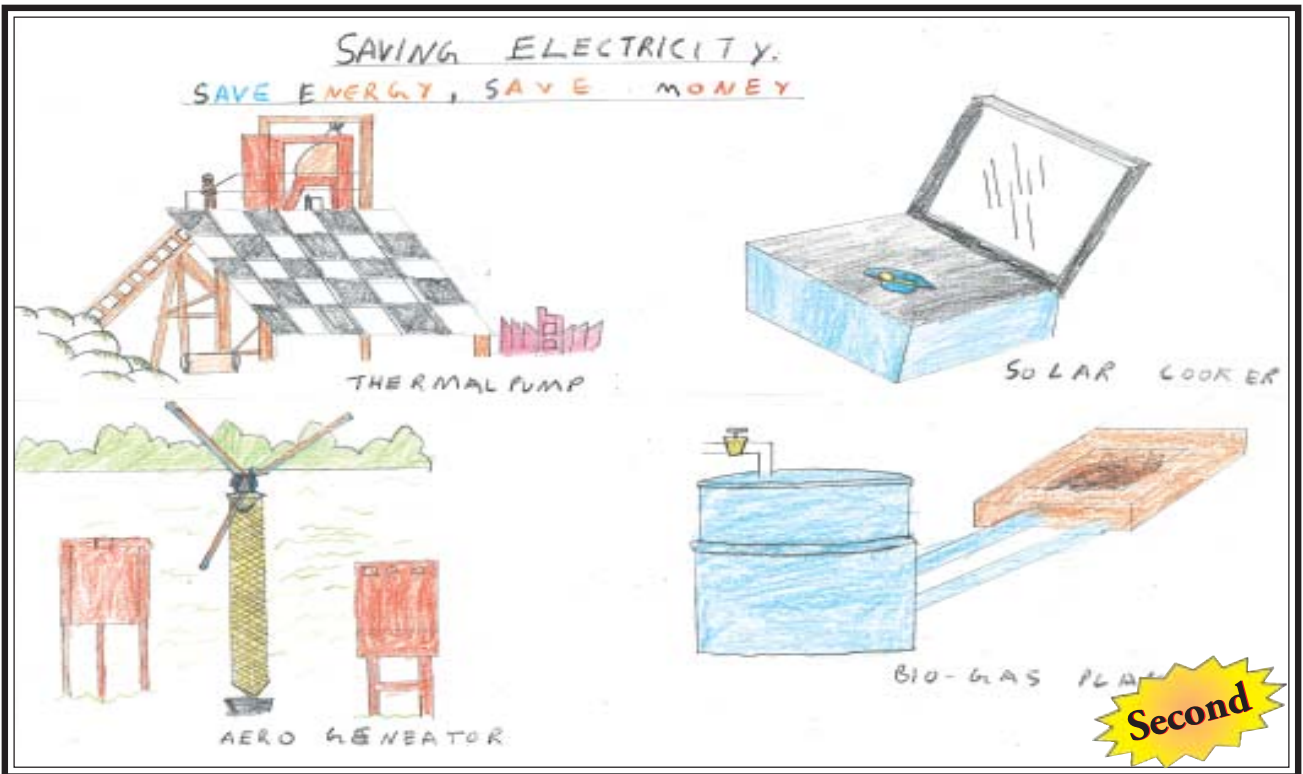 SAVING ELECTRICITY.
SAVE ENERGY, SAVE MONEY
THERMAL PUMP
SOLAR COOKER
AERO GENEATOR
BIO-GAS
Second